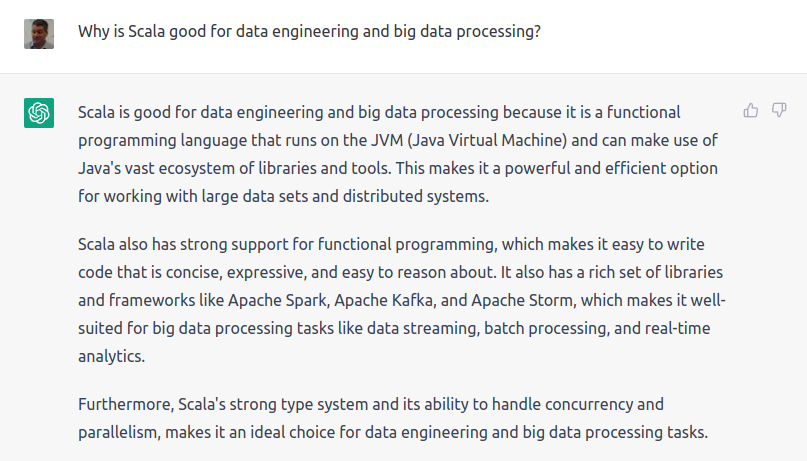 Why is Scala good for data engineering and big data processing?
Scala is good for data engineering and big data processing because it is a functional
programming language that runs on the JVM (Java Virtual Machine) and can make use of
Java's vast ecosystem of libraries and tools. This makes it a powerful and efficient option
for working with large data sets and distributed systems.
Scala also has strong support for functional programming, which makes it easy to write
code that is concise, expressive, and easy to reason about. It also has a rich set of libraries
and frameworks like Apache Spark, Apache Kafka, and Apache Storm, which makes it well-
suited for big data processing tasks like data streaming, batch processing, and real-time
analytics.
Furthermore, Scala's strong type system and its ability to handle concurrency and
parallelism, makes it an ideal choice for data engineering and big data processing tasks.